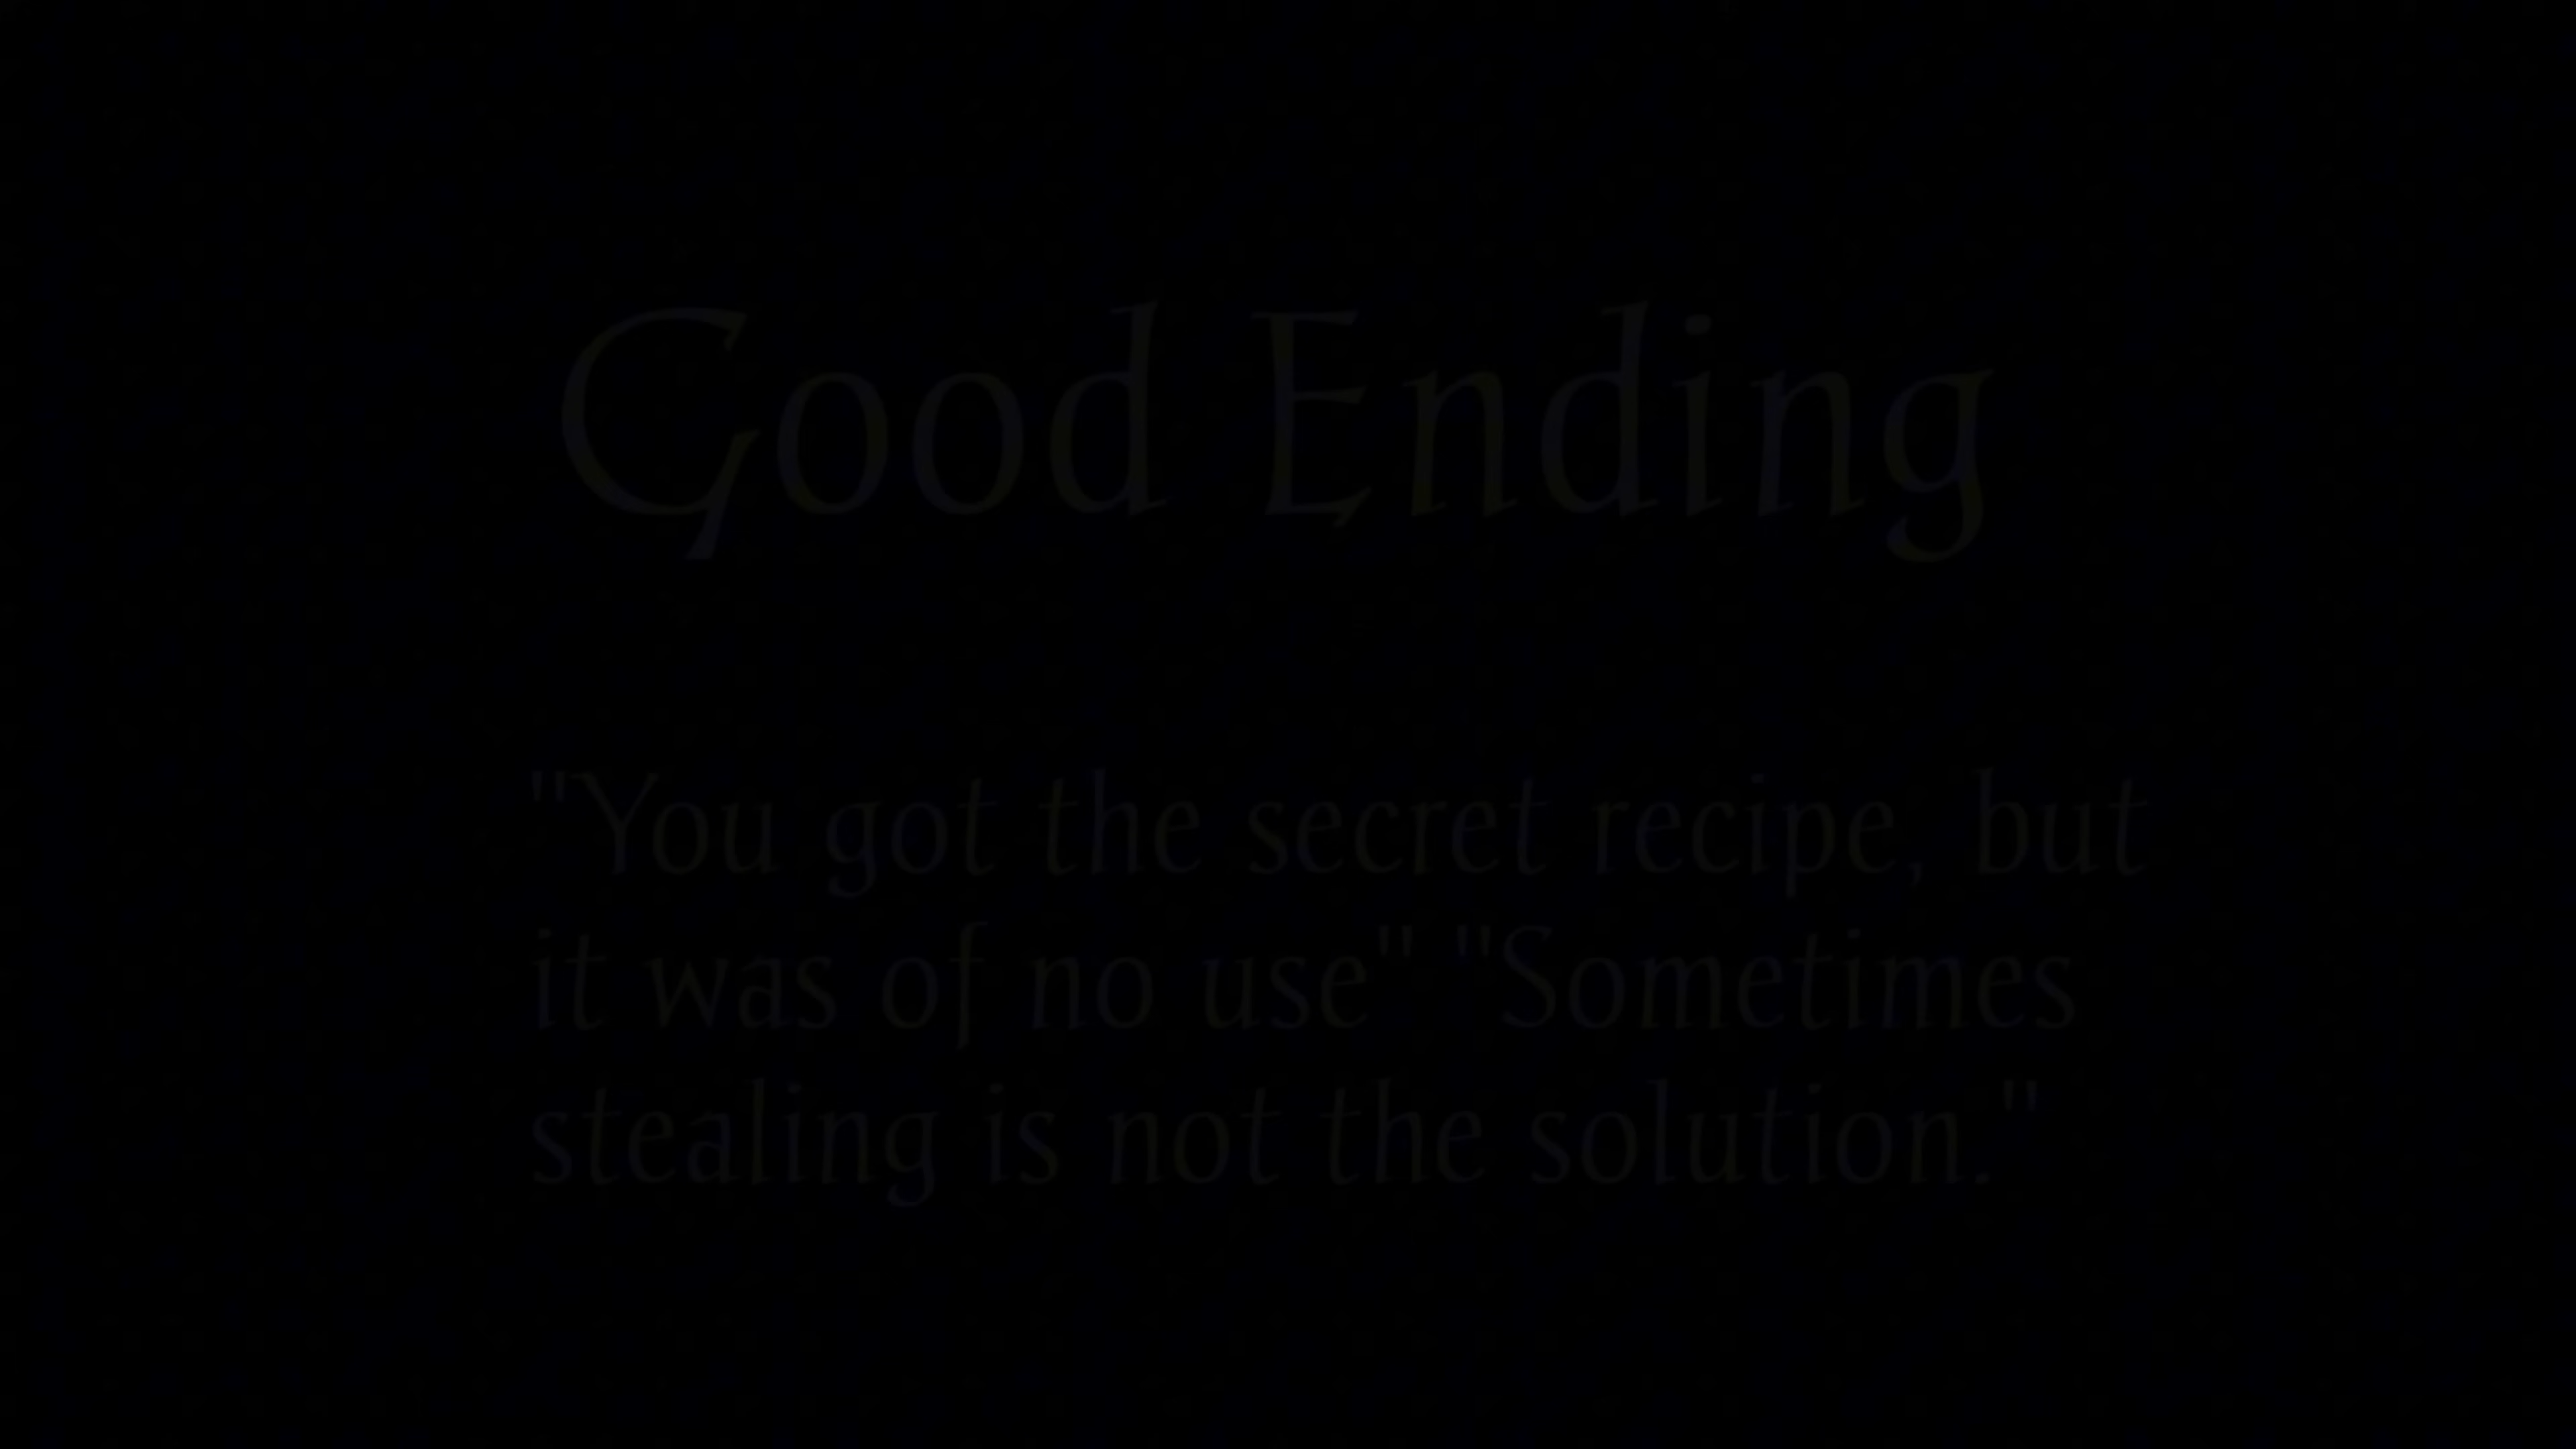 Good Ending
"You got the secret recipe, but
it was of no use" "Sometimes
stealing is not the solution."